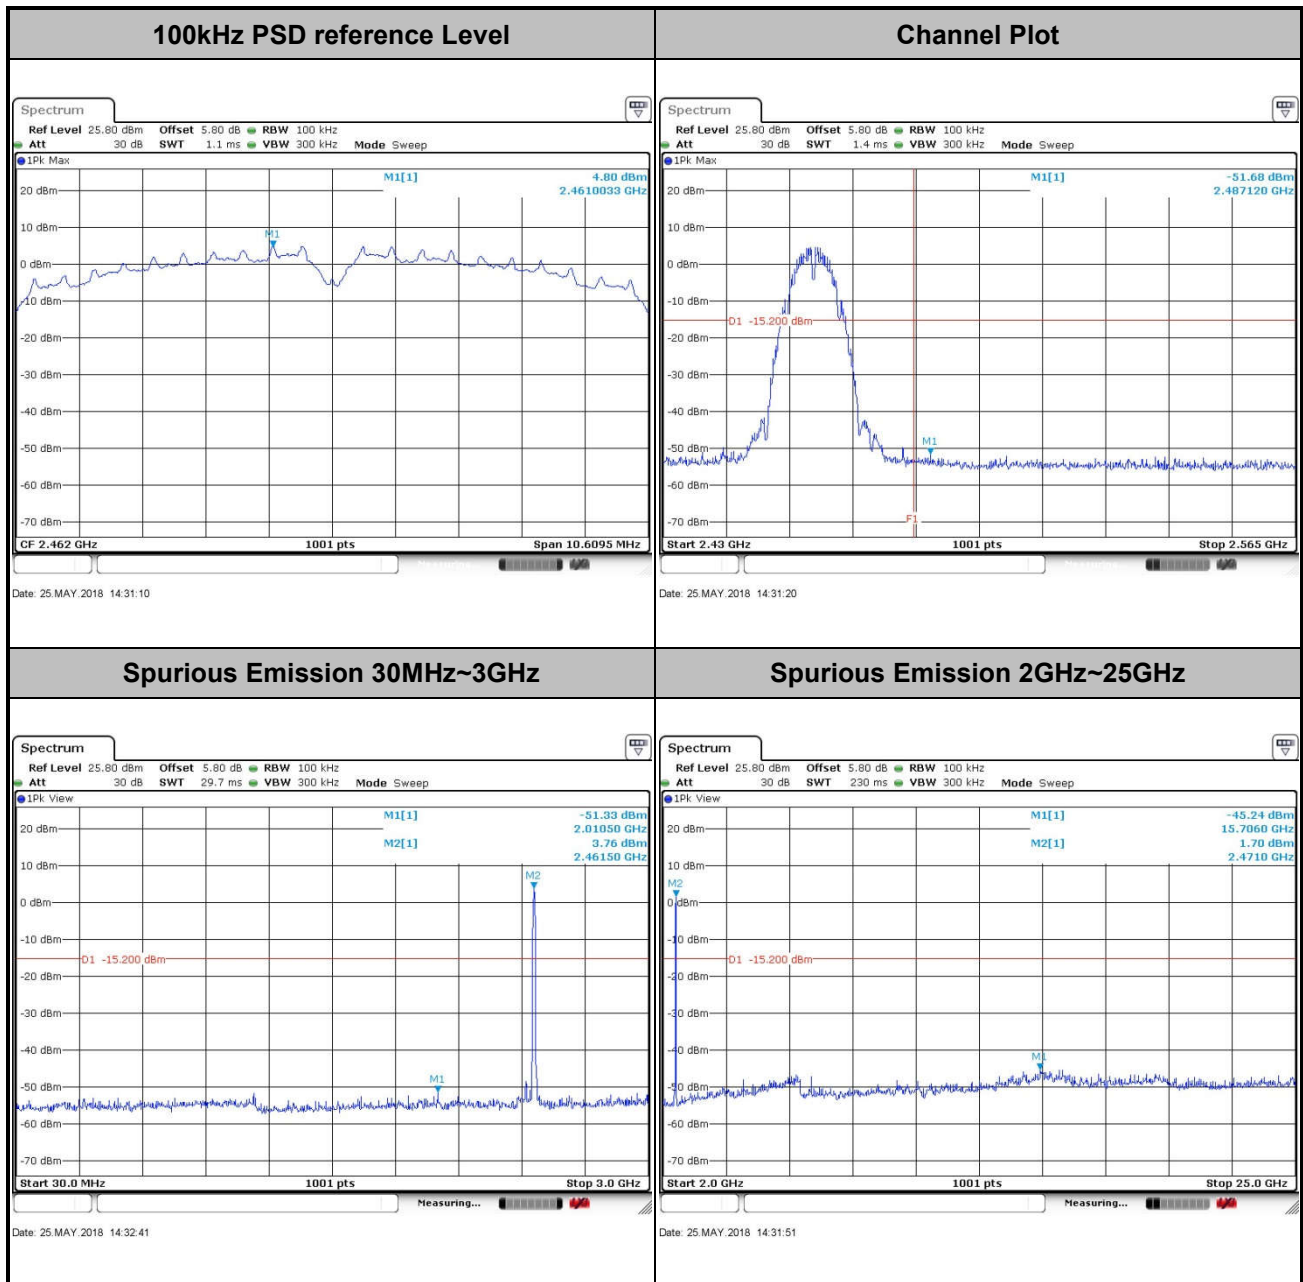 100kHz PSD reference Level
Channel Plot
Spectrum
Ref Level 25.80 dBm Offset 5.80 dB RBW 100 kHz
Att 30 dB SWT 1.1 ms VBW 300 kHz Mode Sweep
1Pk Max
M1[1] 4.80 dBm
2.4610033 GHz
20 dBm
10 dBm
M1
0 dBm
-10 dBm
-20 dBm
-30 dBm
-40 dBm
-50 dBm
-60 dBm
-70 dBm
CF 2.462 GHz 1001 pts Span 10.6095 MHz
Date: 25.MAY.2018 14:31:10
Spectrum
Ref Level 25.80 dBm Offset 5.80 dB RBW 100 kHz
Att 30 dB SWT 1.4 ms VBW 300 kHz Mode Sweep
1Pk Max
M1[1] -51.68 dBm
2.487120 GHz
20 dBm
10 dBm
0 dBm
-10 dBm
D1 -15.200 dBm
-20 dBm
-30 dBm
-40 dBm
M1
-50 dBm
-60 dBm
-70 dBm
F1
Start 2.43 GHz 1001 pts Stop 2.565 GHz
Date: 25.MAY.2018 14:31:20
Spurious Emission 30MHz~3GHz
Spurious Emission 2GHz~25GHz
Spectrum
Ref Level 25.80 dBm Offset 5.80 dB RBW 100 kHz
Att 30 dB SWT 29.7 ms VBW 300 kHz Mode Sweep
1Pk View
M1[1] -51.33 dBm
2.01050 GHz
20 dBm
M2[1] 3.76 dBm
2.46150 GHz
10 dBm
M2
0 dBm
-10 dBm
D1 -15.200 dBm
-20 dBm
-30 dBm
-40 dBm
M1
-50 dBm
-60 dBm
-70 dBm
Start 30.0 MHz 1001 pts Stop 3.0 GHz
Measuring...
Date: 25.MAY.2018 14:32:41
Spectrum
Ref Level 25.80 dBm Offset 5.80 dB RBW 100 kHz
Att 30 dB SWT 230 ms VBW 300 kHz Mode Sweep
1Pk View
M1[1] -45.24 dBm
15.7060 GHz
20 dBm
M2[1] 1.70 dBm
2.4710 GHz
10 dBm
M2
0 dBm
-10 dBm
D1 -15.200 dBm
-20 dBm
-30 dBm
-40 dBm
M1
-50 dBm
-60 dBm
-70 dBm
Start 2.0 GHz 1001 pts Stop 25.0 GHz
Measuring...
Date: 25.MAY.2018 14:31:51